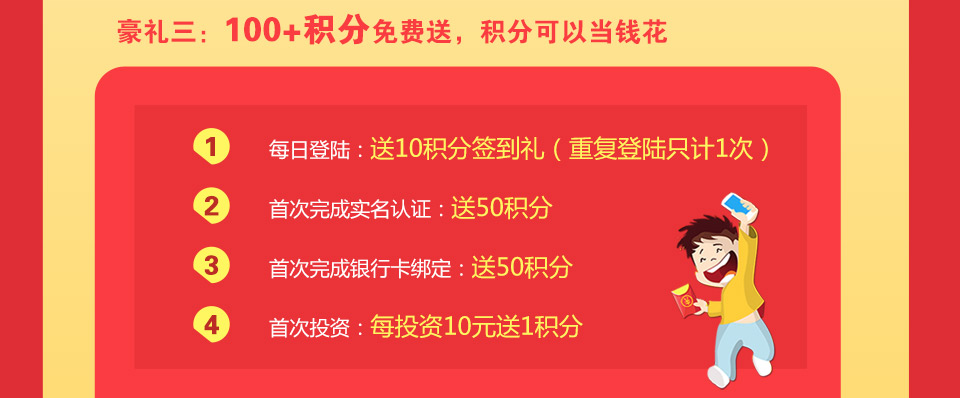 豪礼三：100+积分免费送，积分可以当钱花
1 每日登陆：送10积分签到礼（重复登陆只计1次）
2 首次完成实名认证：送50积分
3 首次完成银行卡绑定：送50积分
4 首次投资：每投资10元送1积分